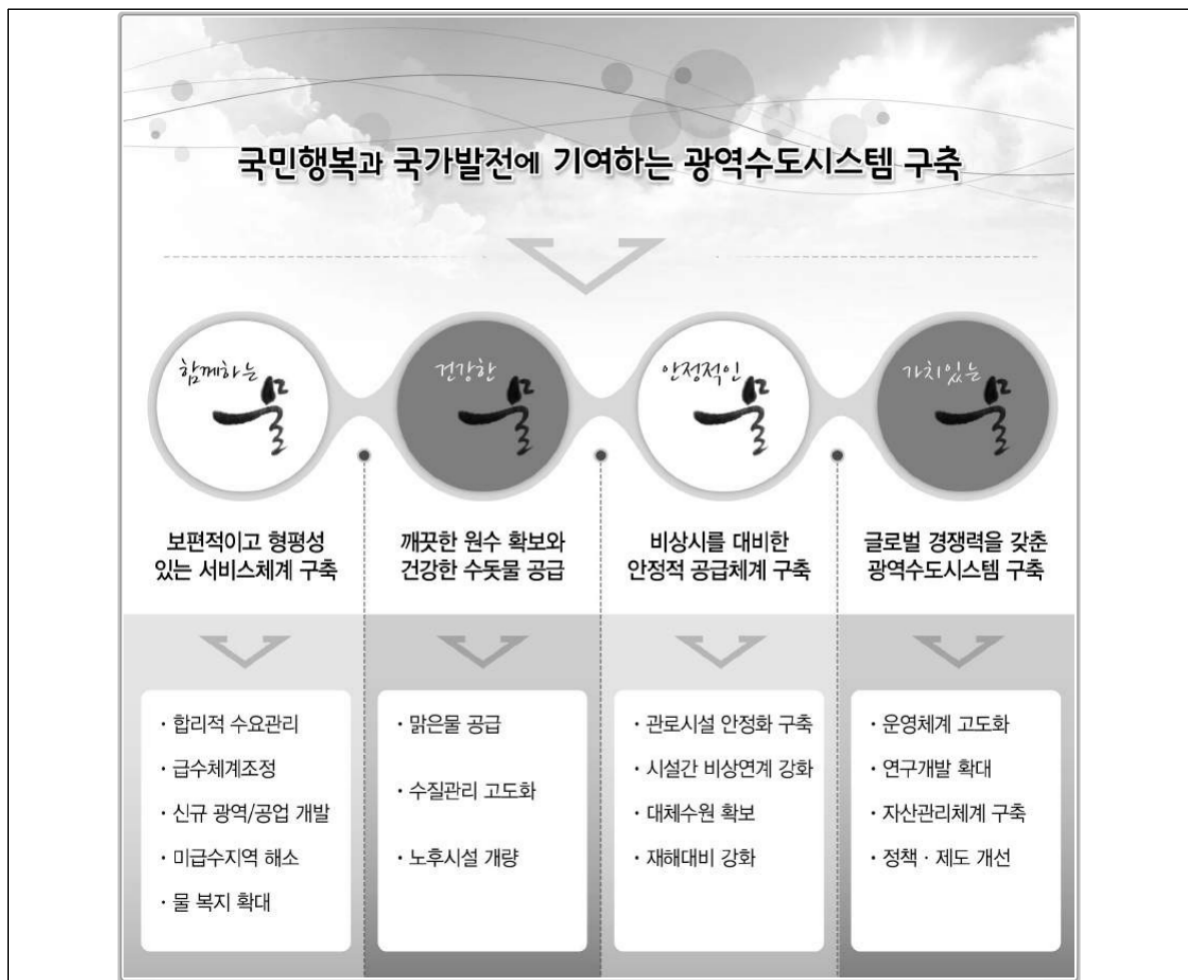 국민행복과 국가발전에 기여하는 광역수도시스템 구축
함께하는
물
보편적이고 형평성
있는 서비스체계 구축
· 합리적 수요관리
· 급수체계조정
· 신규 광역/공업 개발
· 미급수지역 해소
· 물 복지 확대
건강한
물
깨끗한 원수 확보와
건강한 수돗물 공급
· 맑은물 공급
· 수질관리 고도화
· 노후시설 개량
안정적인
물
비상시를 대비한
안정적 공급체계 구축
· 관로시설 안정화 구축
· 시설간 비상연계 강화
· 대체수원 확보
· 재해대비 강화
가치있는
물
글로벌 경쟁력을 갖춘
광역수도시스템 구축
· 운영체계 고도화
· 연구개발 확대
· 자산관리체계 구축
· 정책 · 제도 개선